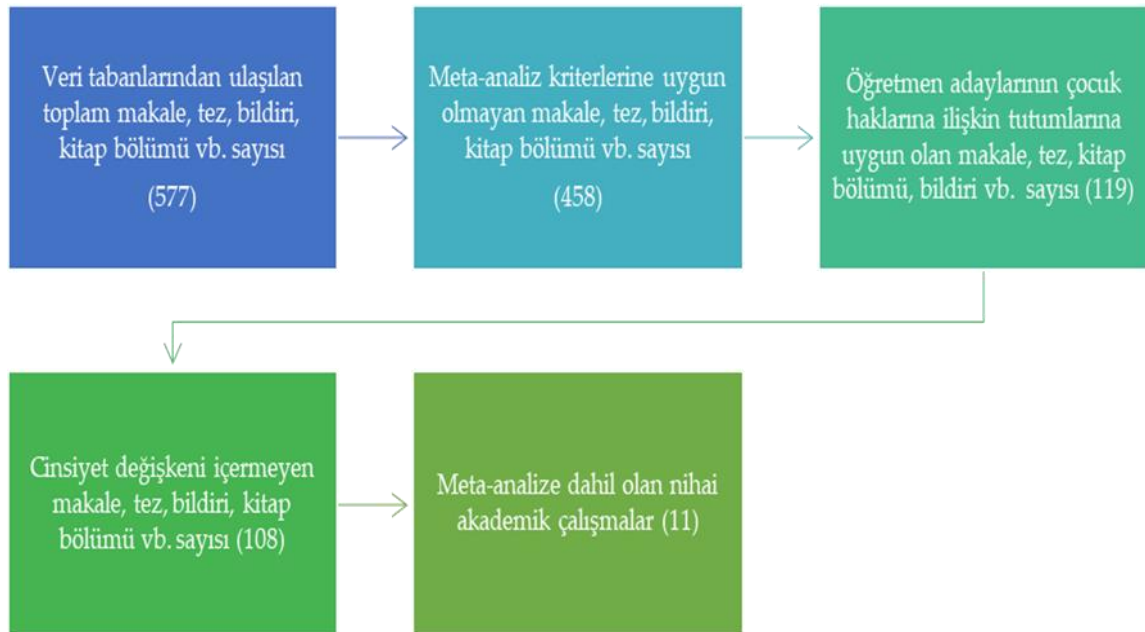 Veri tabanlarından ulaşılan
toplam makale, tez, bildiri,
kitap bölümü vb. sayısı
(577)
Meta-analiz kriterlerine uygun
olmayan makale, tez, bildiri,
kitap bölümü vb. sayısı
(458)
Öğretmen adaylarının çocuk
haklarına ilişkin tutumlarına
uygun olan makale, tez, kitap
bölümü, bildiri vb. sayısı (119)
Cinsiyet değişkeni içermeyen
makale, tez, bildiri, kitap
bölümü vb. sayısı (108)
Meta-analize dahil olan nihai
akademik çalışmalar (11)